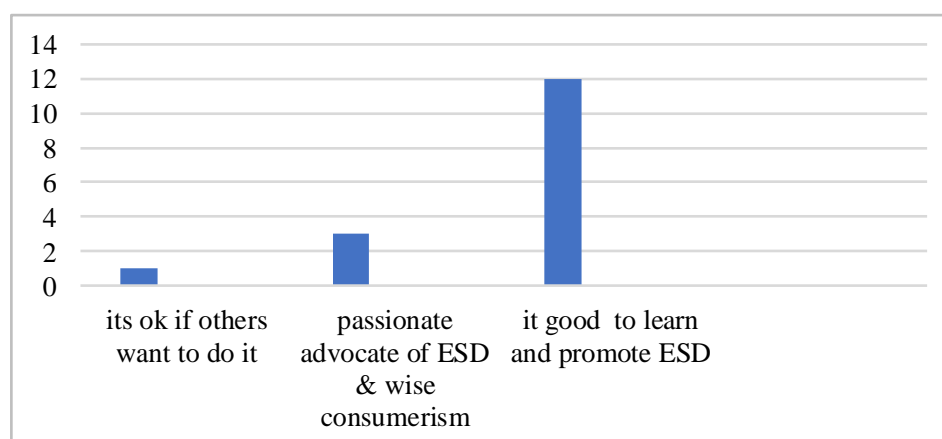 14
12
10
8
6
4
2
0
its ok if others
want to do it
passionate
advocate of ESD
& wise
consumerism
it good to learn
and promote ESD